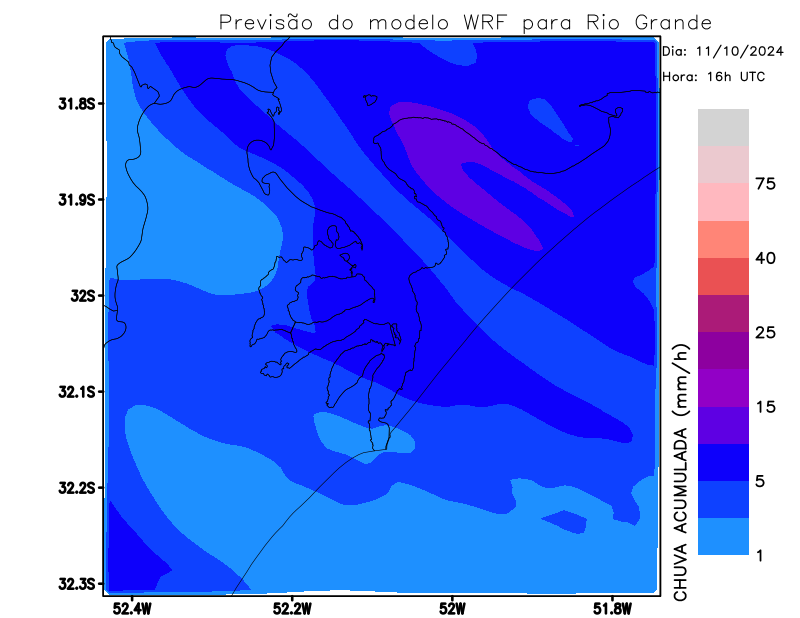 Previsão do modelo WRF para Rio Grande
Dia: 11/10/2024
Hora: 16h UTC
31.8S
31.9S
32S
32.1S
32.2S
32.3S
52.4W
52.2W
52W
51.8W
75
40
25
15
5
1
CHUVA ACUMULADA (mm/h)